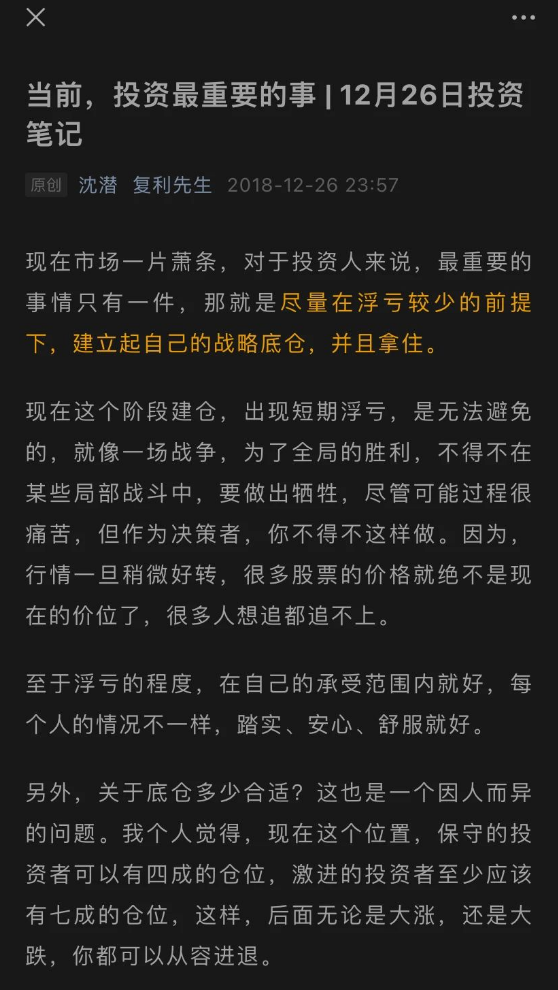 当前，投资最重要的事 | 12月26日投资
笔记
原创 沈潜 复利先生 2018-12-26 23:57
现在市场一片萧条，对于投资人来说，最重要的
事情只有一件，那就是尽量在浮亏较少的前提
下，建立起自己的战略底仓，并且拿住。
现在这个阶段建仓，出现短期浮亏，是无法避免
的，就像一场战争，为了全局的胜利，不得不在
某些局部战斗中，要做出牺牲，尽管可能过程很
痛苦，但作为决策者，你不得不这样做。因为，
行情一旦稍微好转，很多股票的价格就绝不是现
在的价位了，很多人想追都追不上。
至于浮亏的程度，在自己的承受范围内就好，每
个人的情况不一样，踏实、安心、舒服就好。
另外，关于底仓多少合适？这也是一个因人而异
的问题。我个人觉得，现在这个位置，保守的投
资者可以有四成的仓位，激进的投资者至少应该
有七成的仓位，这样，后面无论是大涨，还是大
跌，你都可以从容进退。